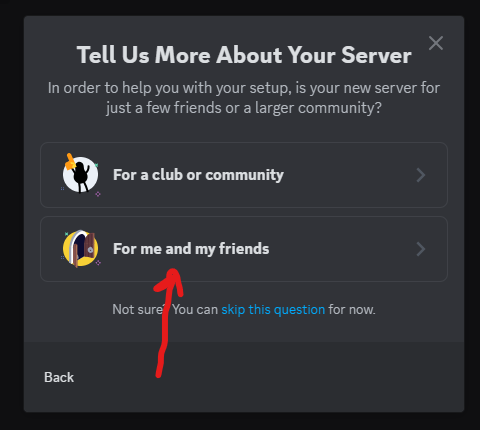 Tell Us More About Your Server
In order to help you with your setup, is your new server for
just a few friends or a larger community?
For a club or community
For me and my friends
Not sure? You can skip this question for now.
Back